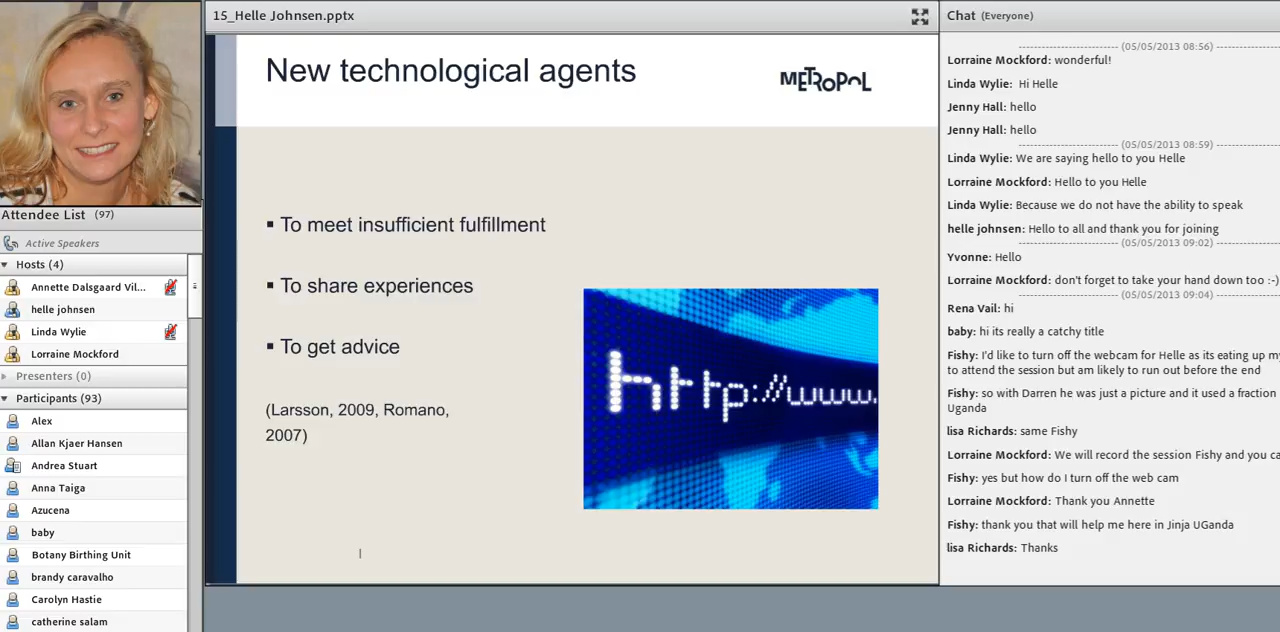 15_Helle Johnsen.pptx
New technological agents
METROPOL
To meet insufficient fulfillment
To share experiences
To get advice
(Larsson, 2009, Romano,
2007)
http://www.
Attendee List (97)
Active Speakers
Hosts (4)
Annette Dalsgaard Vil...
helle johnsen
Linda Wylie
Lorraine Mockford
Presenters (0)
Participants (93)
Alex
Allan Kjaer Hansen
Andrea Stuart
Anna Taiga
Azucena
baby
Botany Birthing Unit
brandy caravalho
Carolyn Hastie
catherine salam
Chat (Everyone)
(05/05/2013 08:56)
Lorraine Mockford: wonderful!
Linda Wylie: Hi Helle
Jenny Hall: hello
Jenny Hall: hello
(05/05/2013 08:59)
Linda Wylie: We are saying hello to you Helle
Lorraine Mockford: Hello to you Helle
Linda Wylie: Because we do not have the ability to speak
helle johnsen: Hello to all and thank you for joining
(05/05/2013 09:02)
Yvonne: Hello
Lorraine Mockford: don't forget to take your hand down too :-)
(05/05/2013 09:04)
Rena Vail: hi
baby: hi its really a catchy title
Fishy: I'd like to turn off the webcam for Helle as its eating up my
to attend the session but am likely to run out before the end
Fishy: so with Darren he was just a picture and it used a fraction
Uganda
lisa Richards: same Fishy
Lorraine Mockford: We will record the session Fishy and you ca
Fishy: yes but how do I turn off the web cam
Lorraine Mockford: Thank you Annette
Fishy: thank you that will help me here in Jinja UGanda
lisa Richards: Thanks